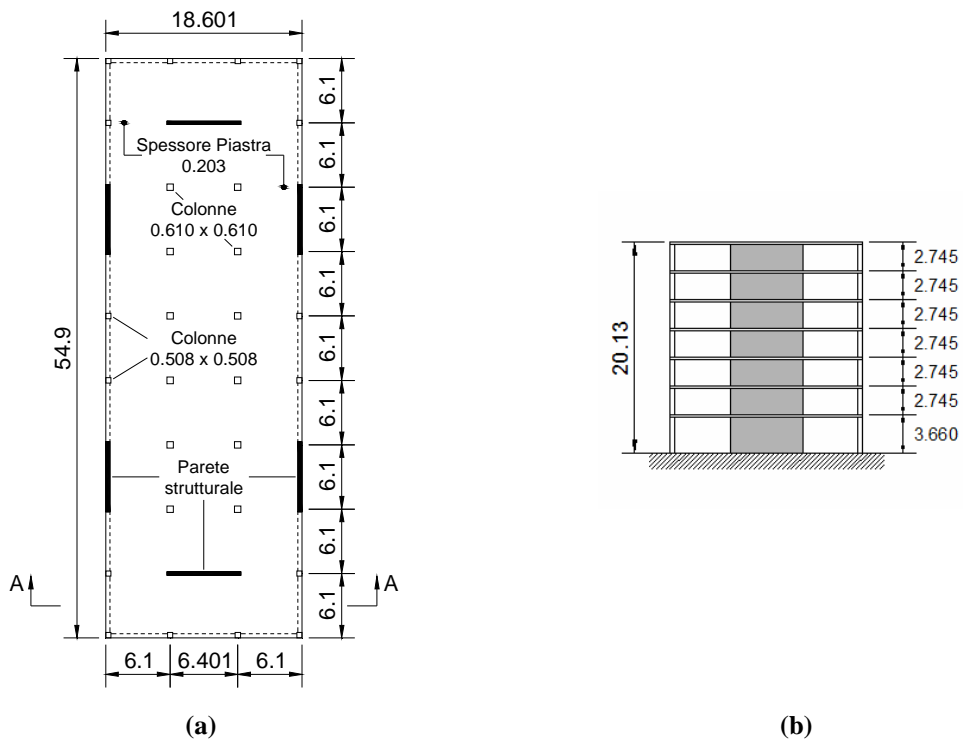 18.601
6.1
6.1
6.1
6.1
6.1
6.1
6.1
6.1
6.1
54.9
Spessore Piastra
0.203
Colonne
0.610 x 0.610
Colonne
0.508 x 0.508
Parete
strutturale
A
A
6.1
6.401
6.1
(a)
20.13
2.745
2.745
2.745
2.745
2.745
2.745
3.660
(b)